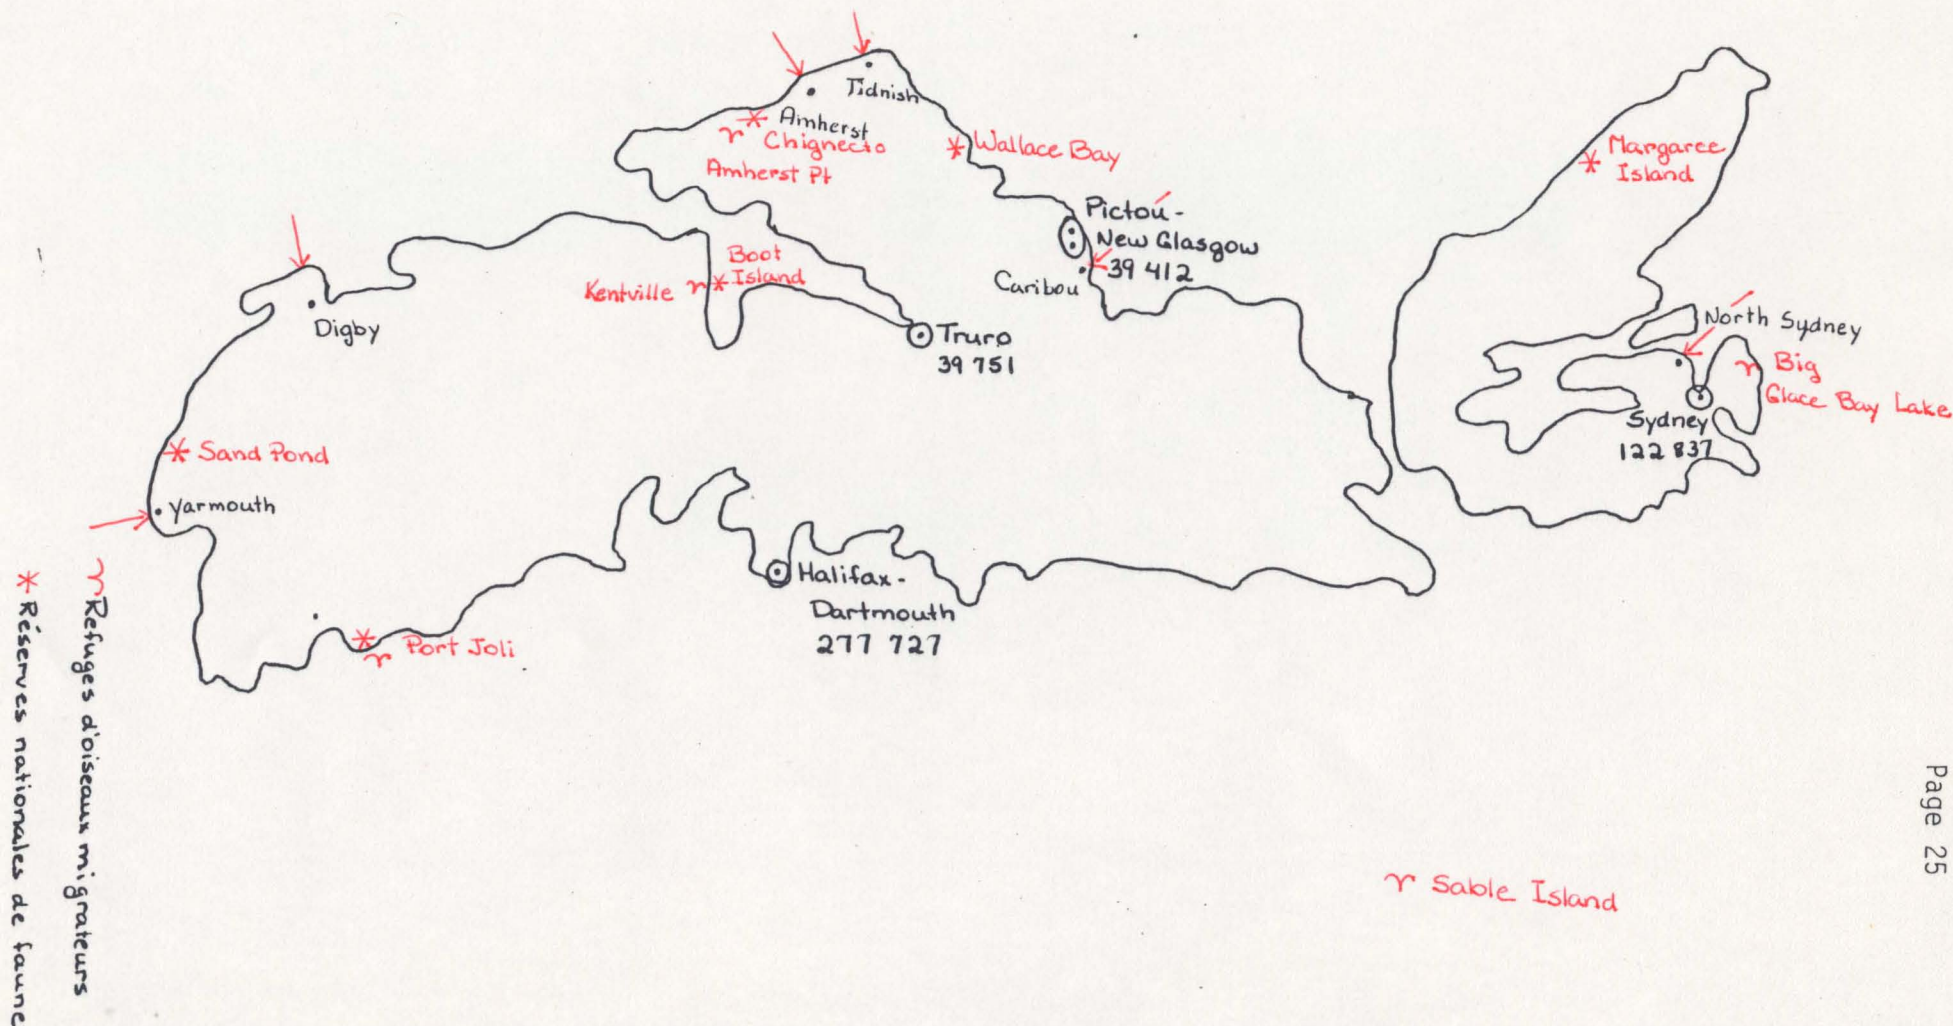 Tidnish
Amherst
Chignecto
Amherst Pt
Wallace Bay
Margaree
Island
Pictou-
New Glasgow
39 412
Caribou
Boot
Island
Kentville
Digby
Truro
39 751
North Sydney
Big
Glace Bay Lake
Sydney
122 837
Sand Pond
Yarmouth
Halifax-
Dartmouth
277 727
Port Joli
Sable Island
Refuges d'oiseaux migrateurs
Réserves nationales de faune
Page 25